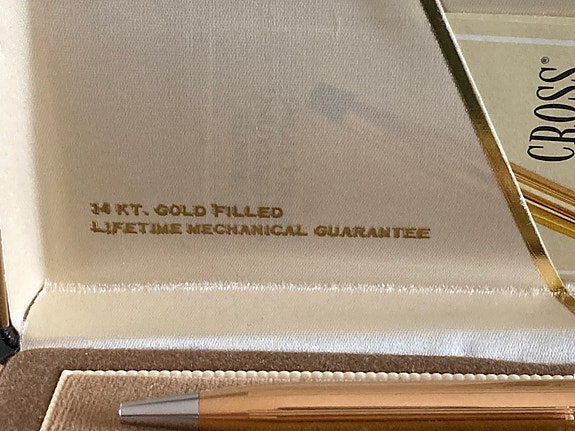 CROSS®
14 KT. GOLD FILLED
LIFETIME MECHANICAL GUARANTEE